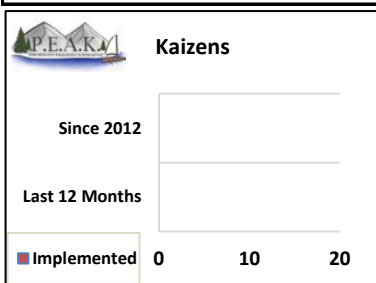 P.E.A.K.
Kaizens
Since 2012
Last 12 Months
Implemented 0 10 20